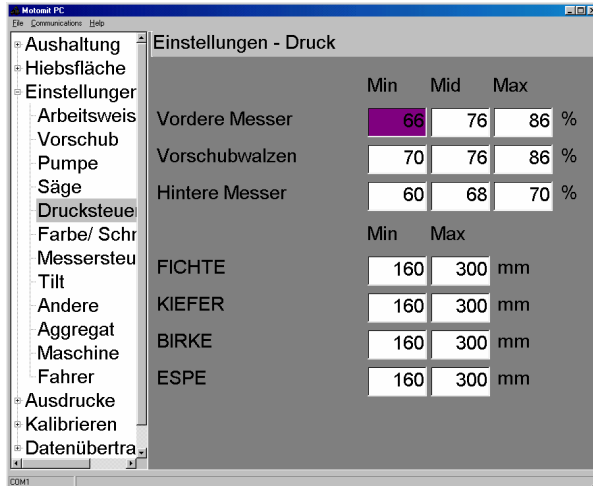 Motomit PC
File Communications Help
Aushaltung
Hiebsfläche
Einstellunger
Arbeitsweis
Vorschub
Pumpe
Säge
Drucksteuer
Farbe/ Schr
Messersteu
Tilt
Andere
Aggregat
Maschine
Fahrer
Ausdrucke
Kalibrieren
Datenübertra
Einstellungen - Druck
Min Mid Max
Vordere Messer 66 76 86 %
Vorschubwalzen 70 76 86 %
Hintere Messer 60 68 70 %
Min Max
FICHTE 160 300 mm
KIEFER 160 300 mm
BIRKE 160 300 mm
ESPE 160 300 mm
COM1